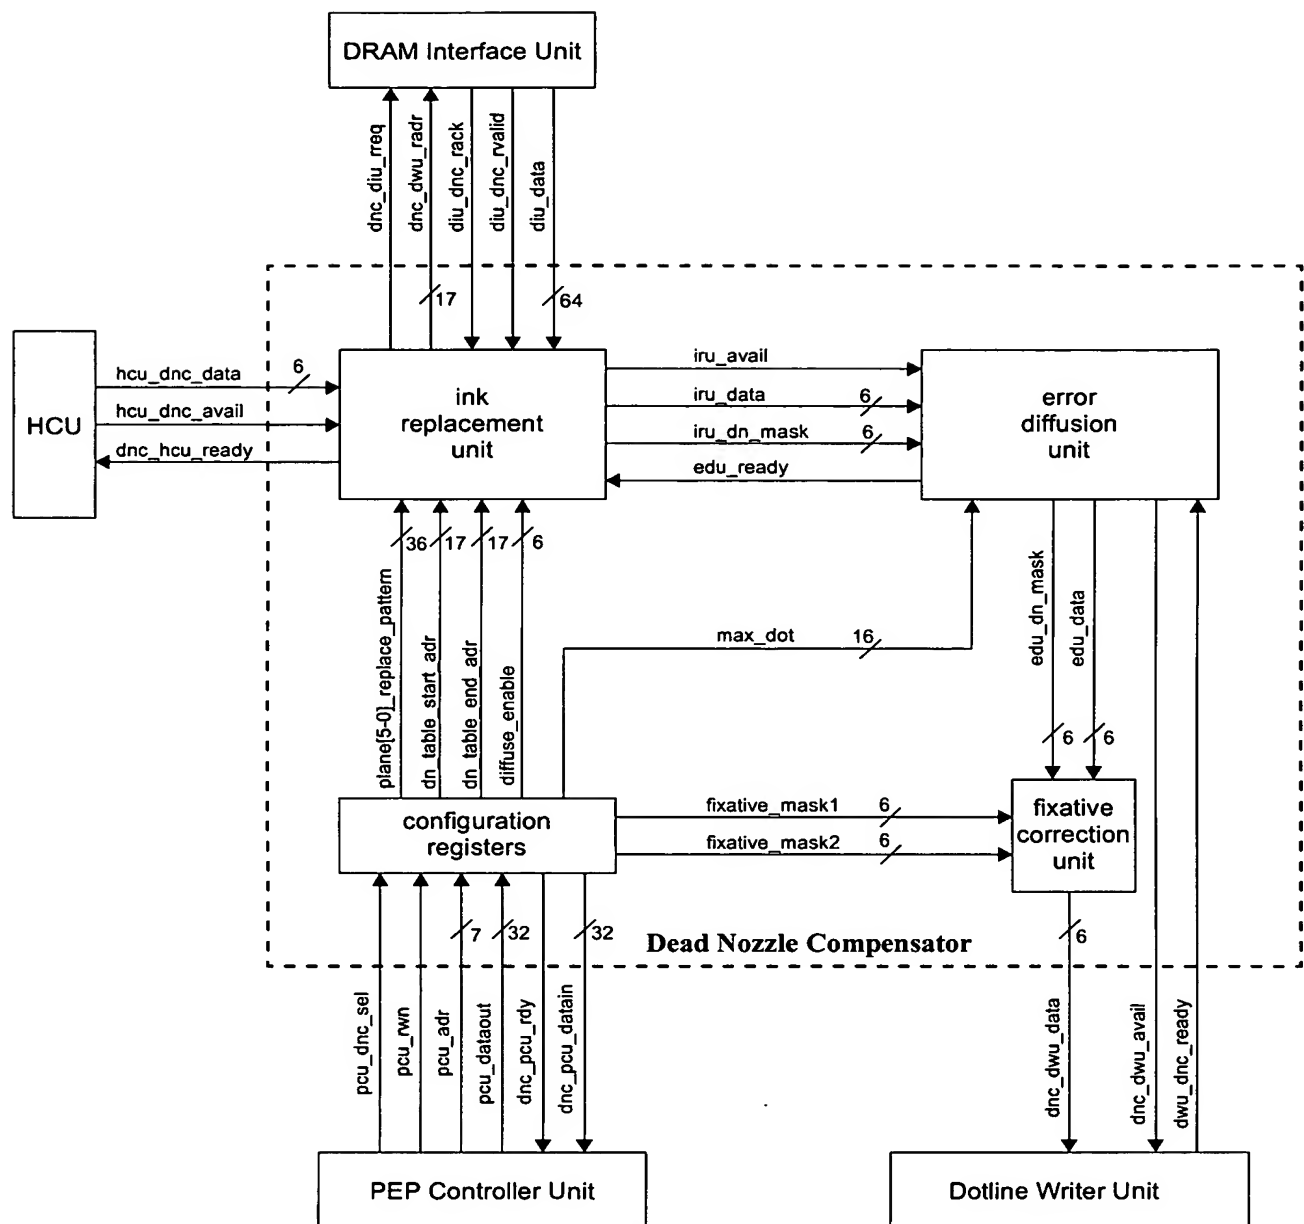 DRAM Interface Unit
dnc_diu_rreq
dnc_dwu_radr
diu_dnc_rack
diu_dnc_rvalid
diu_data
17
64
HCU
hcu_dnc_data
6
hcu_dnc_avail
dnc_hcu_ready
ink
replacement
unit
iru_avail
iru_data
6
iru_dn_mask
6
edu_ready
error
diffusion
unit
36
17
17
6
plane[5-0]_replace_pattern
dn_table_start_adr
dn_table_end_adr
diffuse_enable
max_dot
16
edu_dn_mask
edu_data
6
6
configuration
registers
fixative_mask1
6
fixative_mask2
6
fixative
correction
unit
7
32
32
Dead Nozzle Compensator
6
pcu_dnc_sel
pcu_rwn
pcu_adr
pcu_dataout
dnc_pcu_rdy
dnc_pcu_datain
dnc_dwu_data
dnc_dwu_avail
dwu_dnc_ready
PEP Controller Unit
Dotline Writer Unit